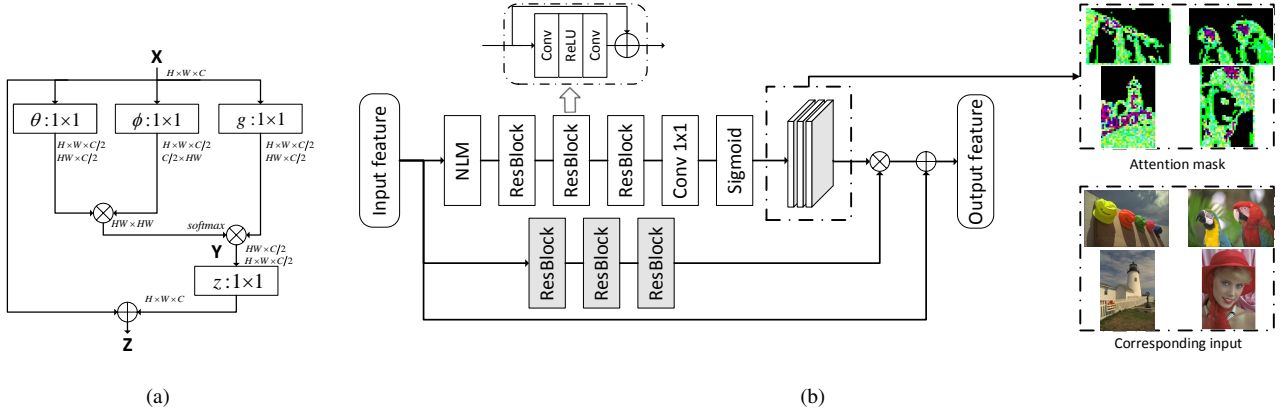 X
H×W×C
θ:1×1
ϕ:1×1
g:1×1
H×W×C/2
HW×C/2
H×W×C/2
C/2×HW
H×W×C/2
HW×C/2
HW×HW
softmax
Y
HW×C/2
H×W×C/2
z:1×1
H×W×C
Z
(a)
Conv
ReLU
Conv
Input feature
NLM
ResBlock
ResBlock
ResBlock
Conv 1x1
Sigmoid
Output feature
ResBlock
ResBlock
ResBlock
Attention mask
Corresponding input
(b)